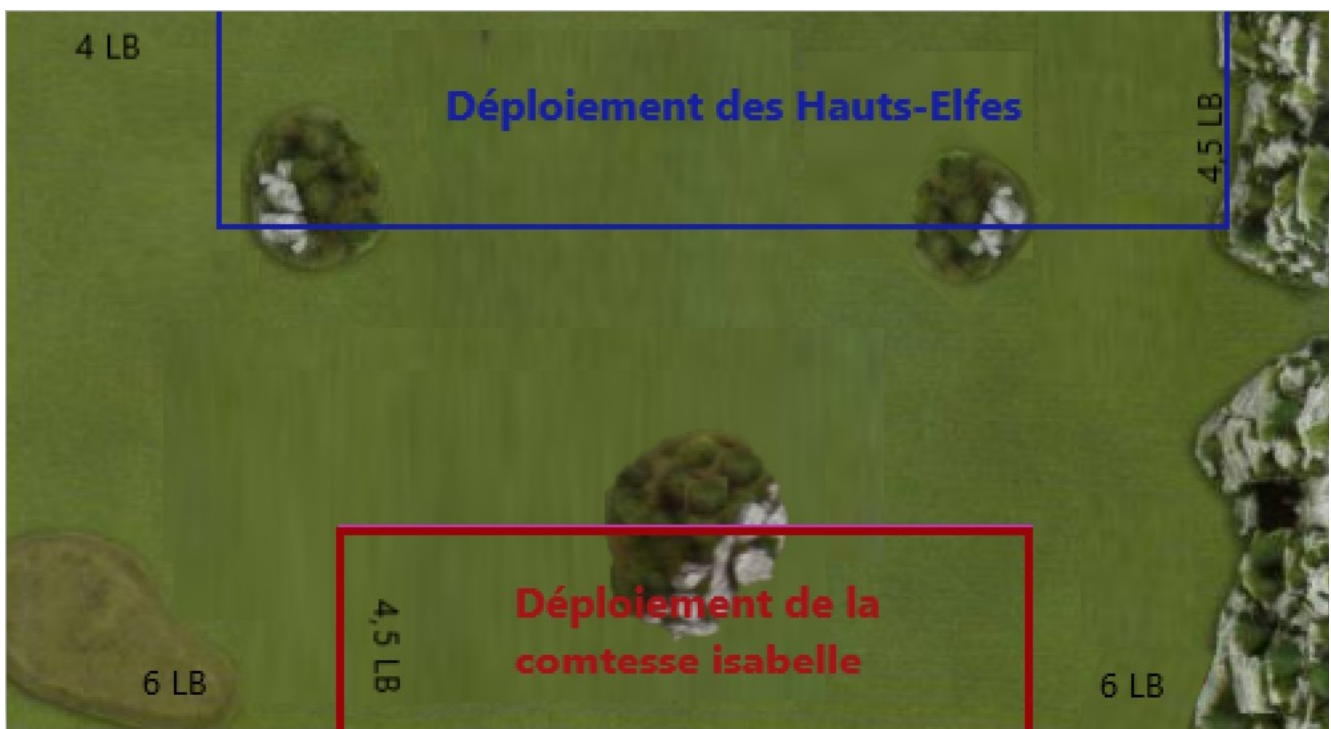 4 LB
Déploiement des Hauts-Elfes
4,5 LB
4,5 LB
Déploiement de la
comtesse isabelle
6 LB
6 LB